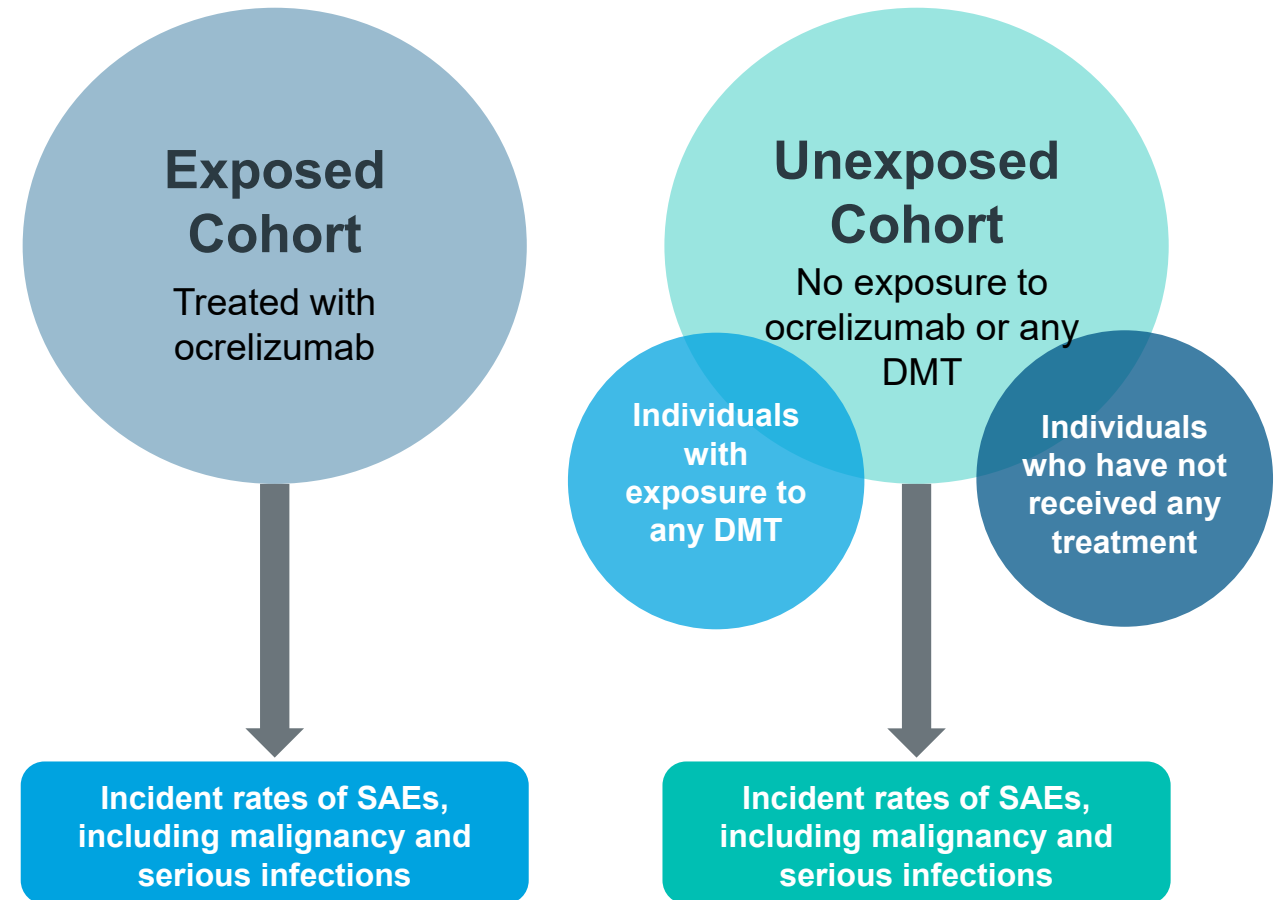 Exposed
Cohort
Treated with
ocrelizumab
Unexposed
Cohort
No exposure to
ocrelizumab or any
DMT
Individuals
with
exposure to
any DMT
Individuals
who have not
received any
treatment
Incident rates of SAEs,
including malignancy and
serious infections
Incident rates of SAEs,
including malignancy and
serious infections